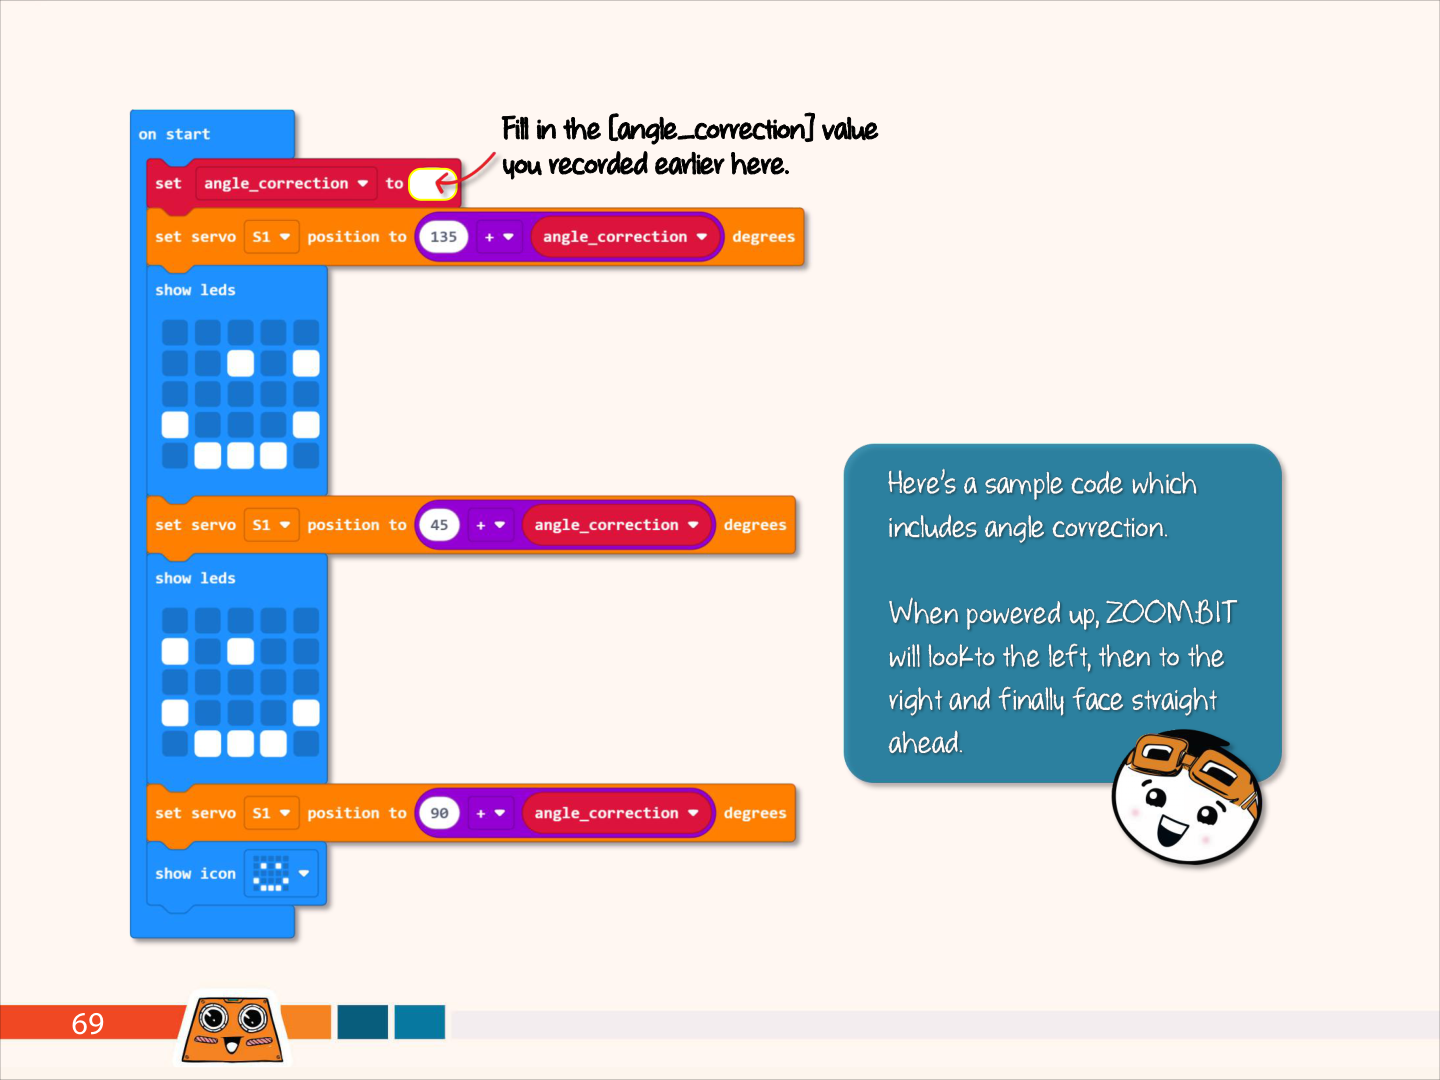 on start
Fill in the [angle_correction] value
you recorded earlier here.
set angle_correction to
set servo S1 position to 135 + angle_correction degrees
show leds
set servo S1 position to 45 + angle_correction degrees
show leds
set servo S1 position to 90 + angle_correction degrees
show icon
Here's a sample code which
includes angle correction.
When powered up, ZOOM:BIT
will look to the left, then to the
right and finally face straight
ahead.
69